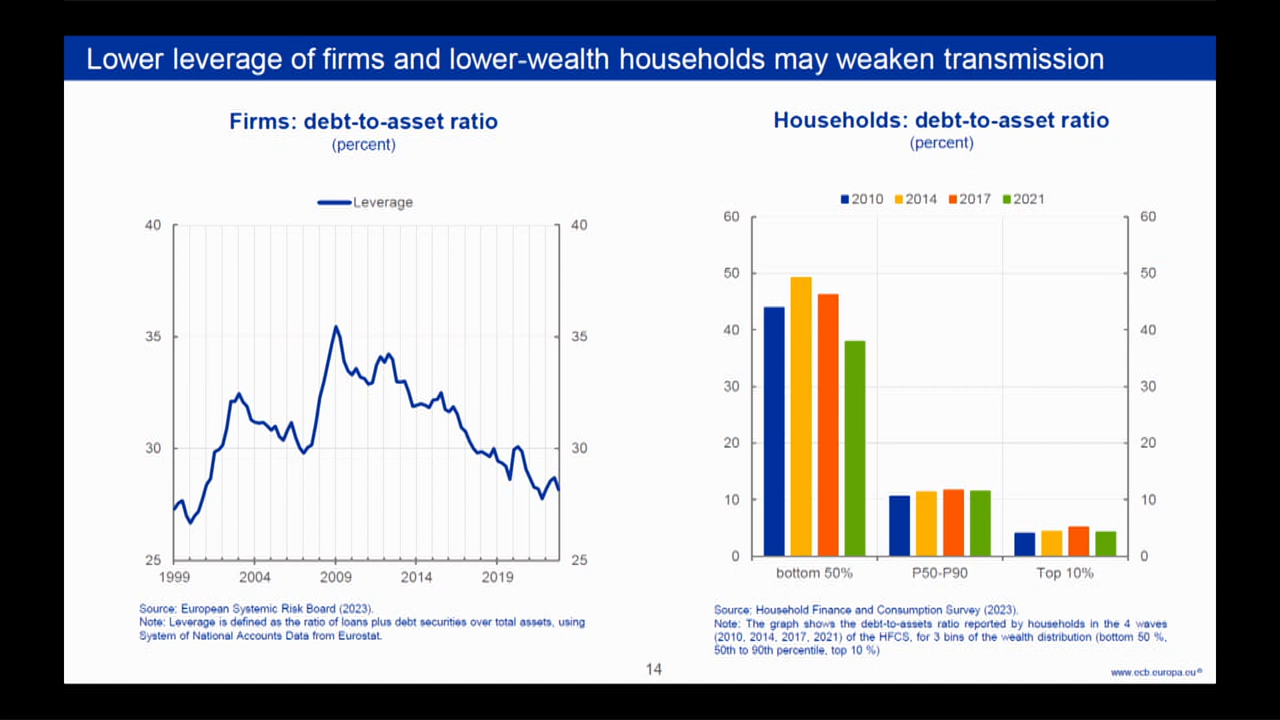 Lower leverage of firms and lower-wealth households may weaken transmission
Firms: debt-to-asset ratio
(percent)
Leverage
40 40
35 35
30 30
25 25
1999 2004 2009 2014 2019
Source: European Systemic Risk Board (2023).
Note: Leverage is defined as the ratio of loans plus debt securities over total assets, using
System of National Accounts Data from Eurostat.
Households: debt-to-asset ratio
(percent)
2010 2014 2017 2021
60 60
50 50
40 40
30 30
20 20
10 10
0 0
bottom 50% P50-P90 Top 10%
Source: Household Finance and Consumption Survey (2023).
Note: The graph shows the debt-to-assets ratio reported by households in the 4 waves
(2010, 2014, 2017, 2021) of the HFCS, for 3 bins of the wealth distribution (bottom 50 %,
50th to 90th percentile, top 10 %)
14
www.ecb.europa.eu©